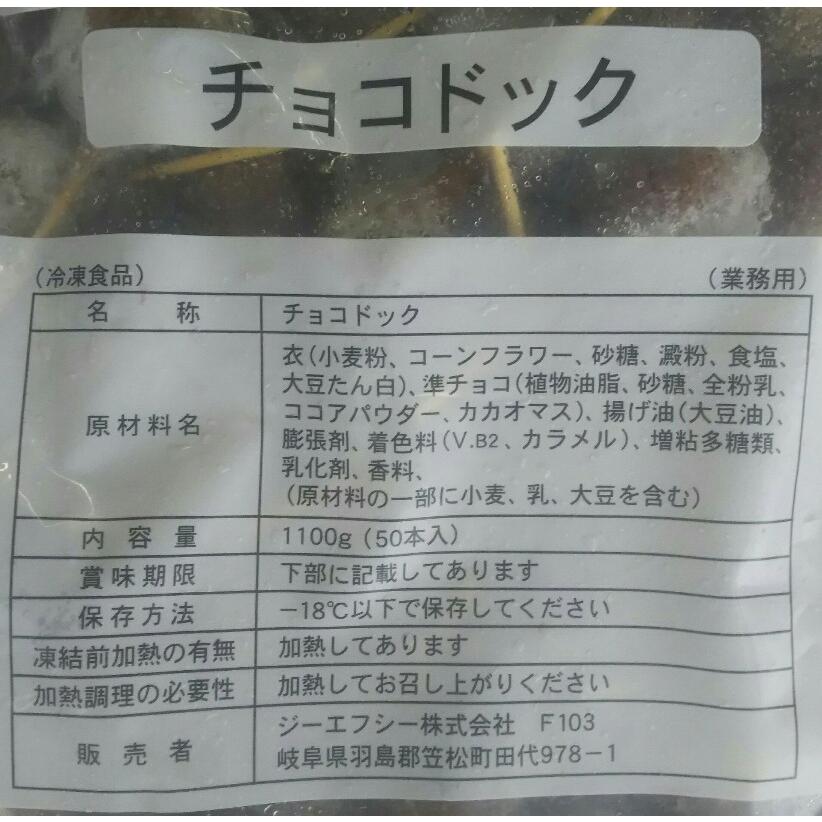 チョコドック
（冷凍食品）
（業務用）
名称 チョコドック
原材料名 衣（小麦粉、コーンフラワー、砂糖、澱粉、食塩、
大豆たん白）、準チョコ（植物油脂、砂糖、全粉乳、
ココアパウダー、カカオマス）、揚げ油（大豆油）、
膨張剤、着色料（V.B2、カラメル）、増粘多糖類、
乳化剤、香料、
（原材料の一部に小麦、乳、大豆を含む）
内容量 1100g（50本入）
賞味期限 下部に記載してあります
保存方法 −18℃以下で保存してください
凍結前加熱の有無 加熱してあります
加熱調理の必要性 加熱してお召し上がりください
販売者 ジーエフシー株式会社 F103
岐阜県羽島郡笠松町田代978−1